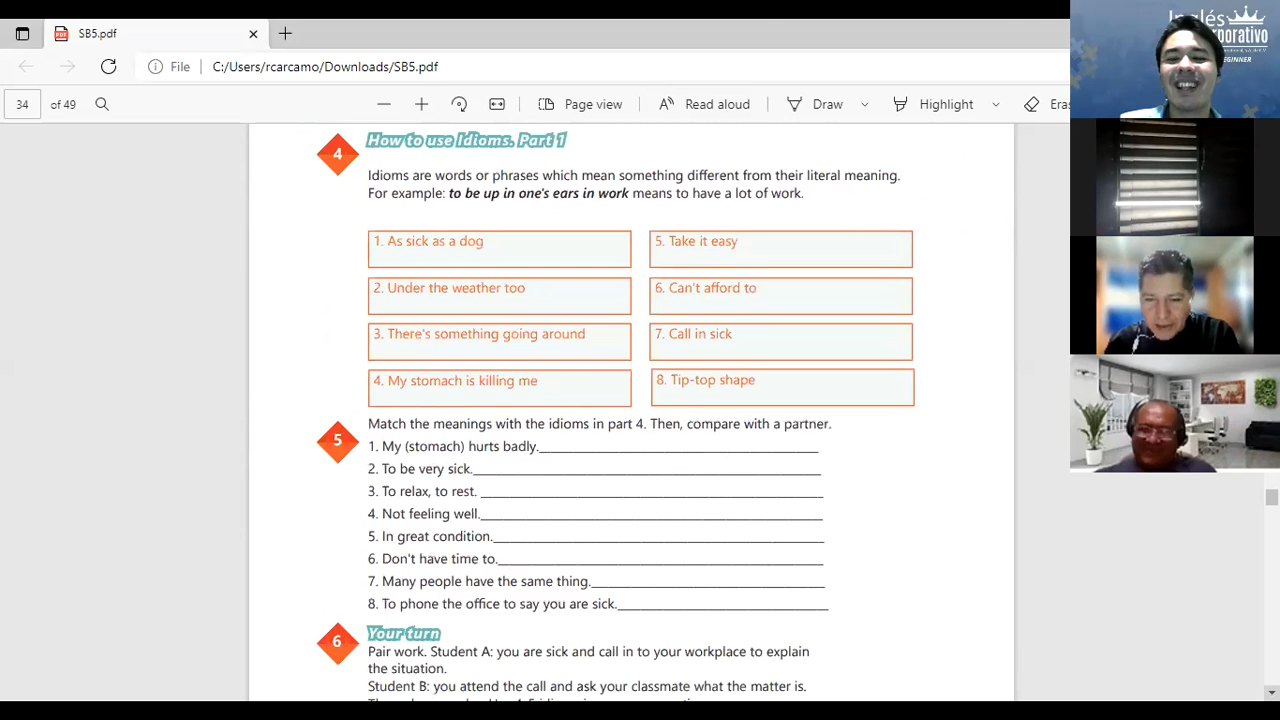 SB5.pdf
File
C:/Users/rcarcamo/Downloads/SB5.pdf
34 of 49
Page view
Read aloud
Draw
Highlight
Inglés
BEGINNER
4
How to use Idioms. Part 1
Idioms are words or phrases which mean something different from their literal meaning.
For example: to be up in one's ears in work means to have a lot of work.
1. As sick as a dog
5. Take it easy
2. Under the weather too
6. Can't afford to
3. There's something going around
7. Call in sick
4. My stomach is killing me
8. Tip-top shape
5
Match the meanings with the idioms in part 4. Then, compare with a partner.
1. My (stomach) hurts badly.
2. To be very sick.
3. To relax, to rest.
4. Not feeling well.
5. In great condition.
6. Don't have time to.
7. Many people have the same thing.
8. To phone the office to say you are sick.
6
Your turn
Pair work. Student A: you are sick and call in to your workplace to explain
the situation.
Student B: you attend the call and ask your classmate what the matter is.